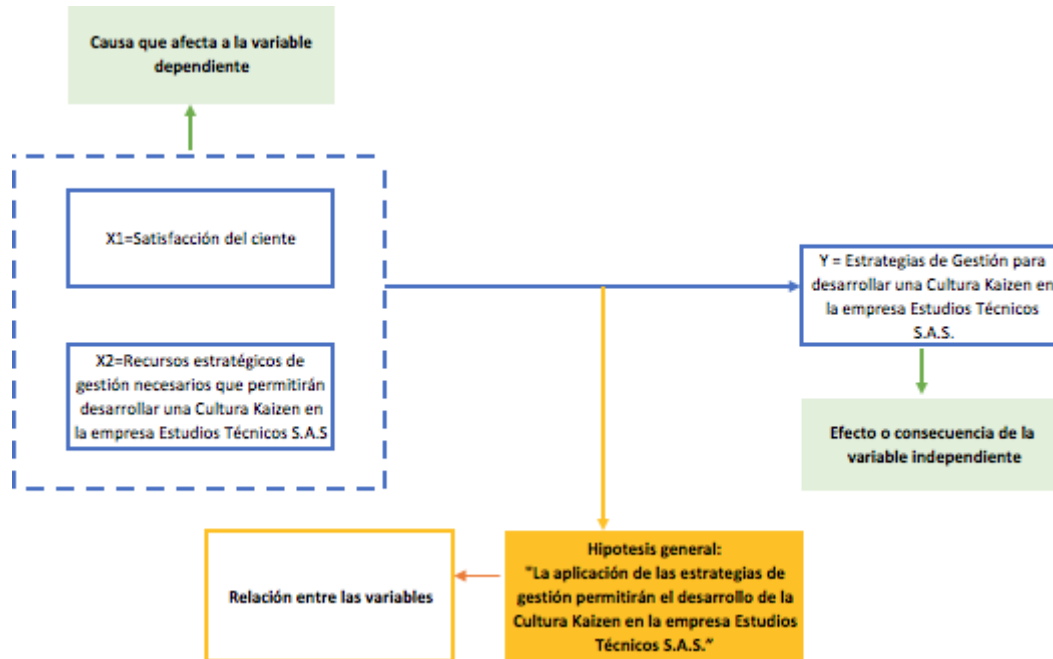 Causa que afecta a la variable
dependiente
X1=Satisfacción del ciente
X2=Recursos estratégicos de
gestión necesarios que permitirán
desarrollar una Cultura Kaizen en
la empresa Estudios Técnicos S.A.S
Y = Estrategias de Gestión para
desarrollar una Cultura Kaizen en
la empresa Estudios Técnicos
S.A.S.
Efecto o consecuencia de la
variable independiente
Relación entre las variables
Hipotesis general:
"La aplicación de las estrategias de
gestión permitirán el desarrollo de la
Cultura Kaizen en la empresa Estudios
Técnicos S.A.S.”